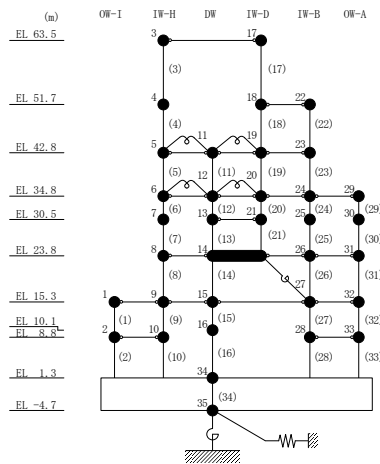 (m) OW-I IW-H DW IW-D IW-B OW-A
EL 63.5 3 17
(3) (17)
EL 51.7 4 18 22
(4) (18) (22)
11 19
EL 42.8 5 23
(5) (11) (19) (23)
12 20
EL 34.8 6 24 29
(6) (12) (20) (24) (29)
EL 30.5 7 13 21 25 30
(7) (13) (21) (25) (30)
EL 23.8 8 14 26 31
(8) (14) (26) (31)
27
EL 15.3 1 9 15 32
(1) (9) (15) (27) (32)
EL 10.1 16
EL 8.8 2 10 28 33
(2) (10) (16) (28) (33)
EL 1.3 34
(34)
EL -4.7 35